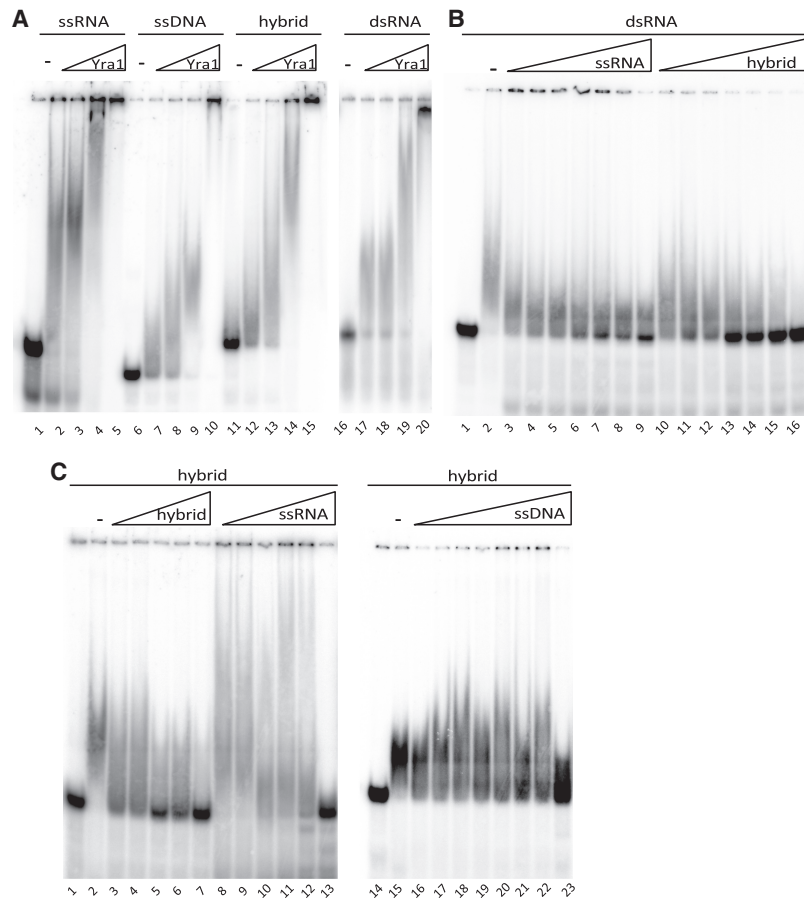 A
ssRNA ssDNA hybrid dsRNA
- Yra1 - Yra1 - Yra1 - Yra1
1 2 3 4 5 6 7 8 9 10 11 12 13 14 15 16 17 18 19 20
B
dsRNA
- ssRNA hybrid
1 2 3 4 5 6 7 8 9 10 11 12 13 14 15 16
C
hybrid
- hybrid ssRNA
1 2 3 4 5 6 7 8 9 10 11 12 13
hybrid
- ssDNA
14 15 16 17 18 19 20 21 22 23